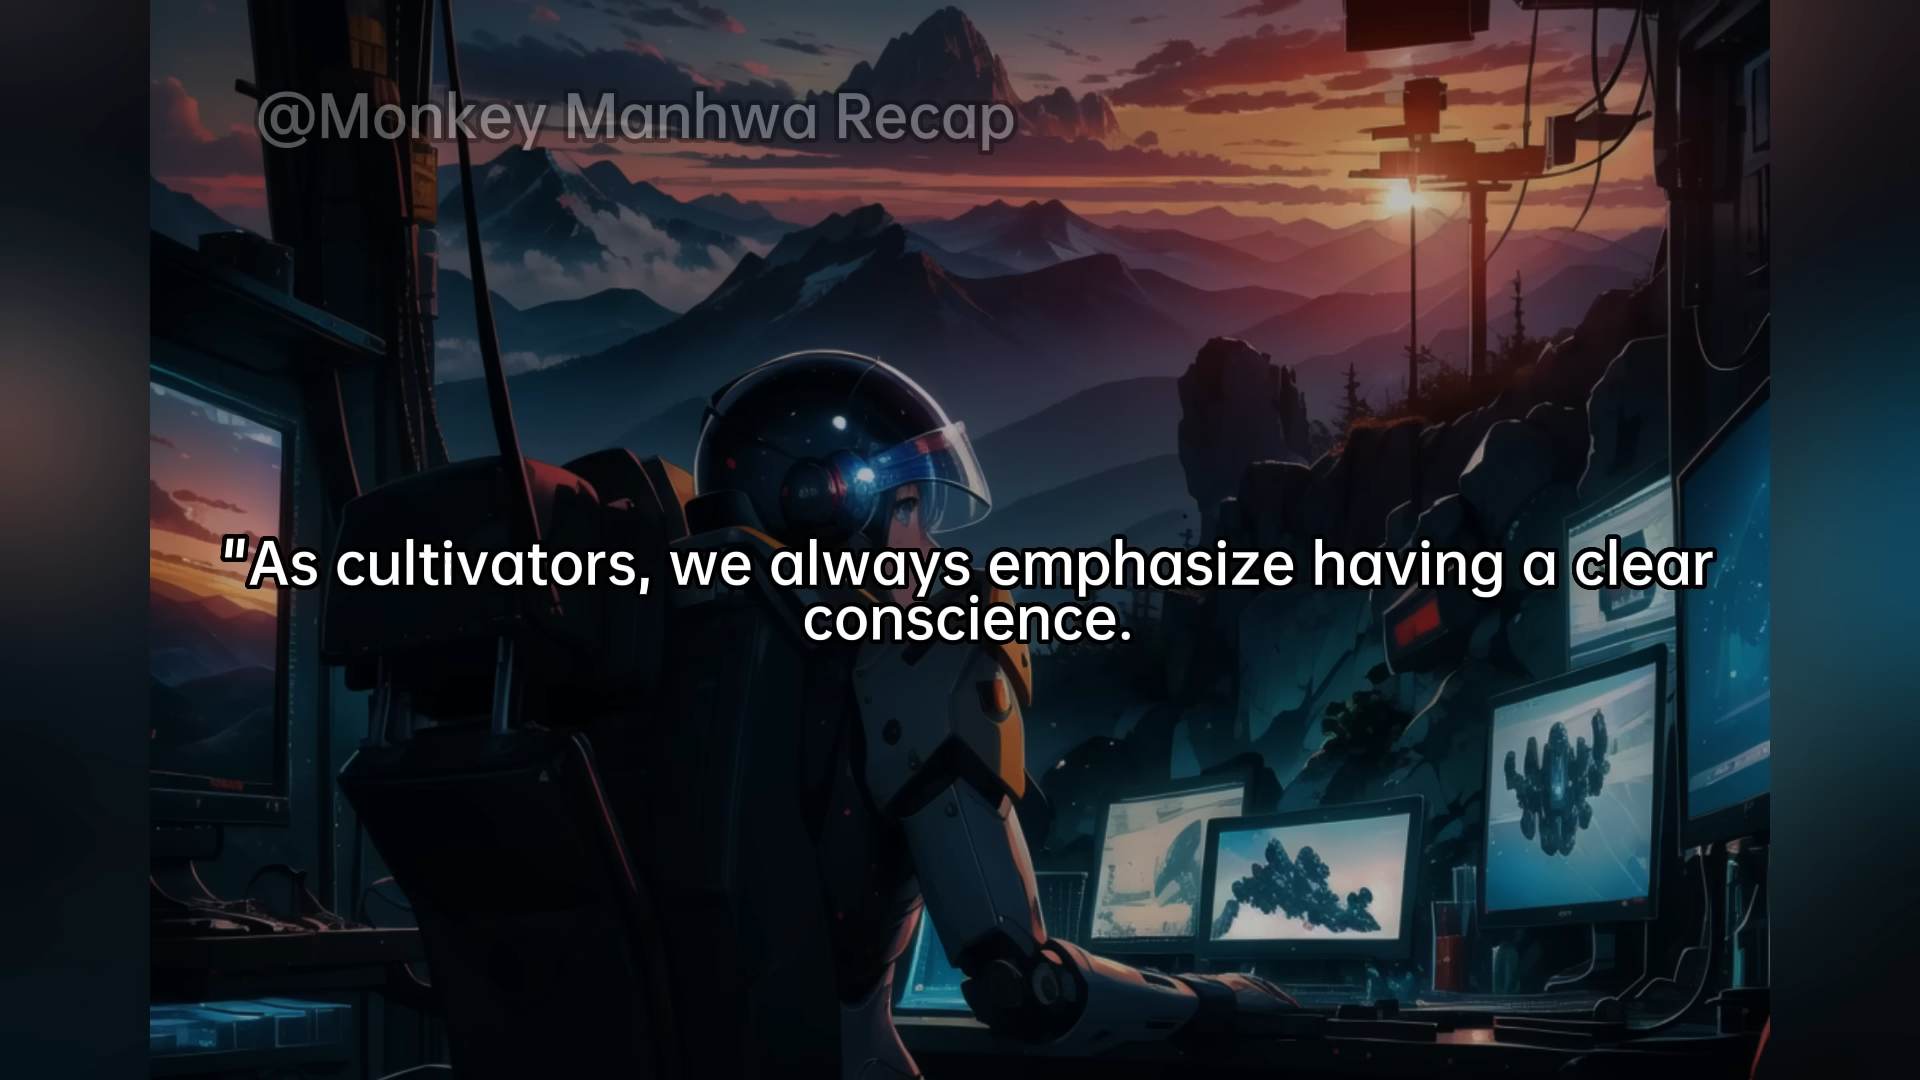 @Monkey Manhwa Recap
"As cultivators, we always emphasize having a clear
conscience.